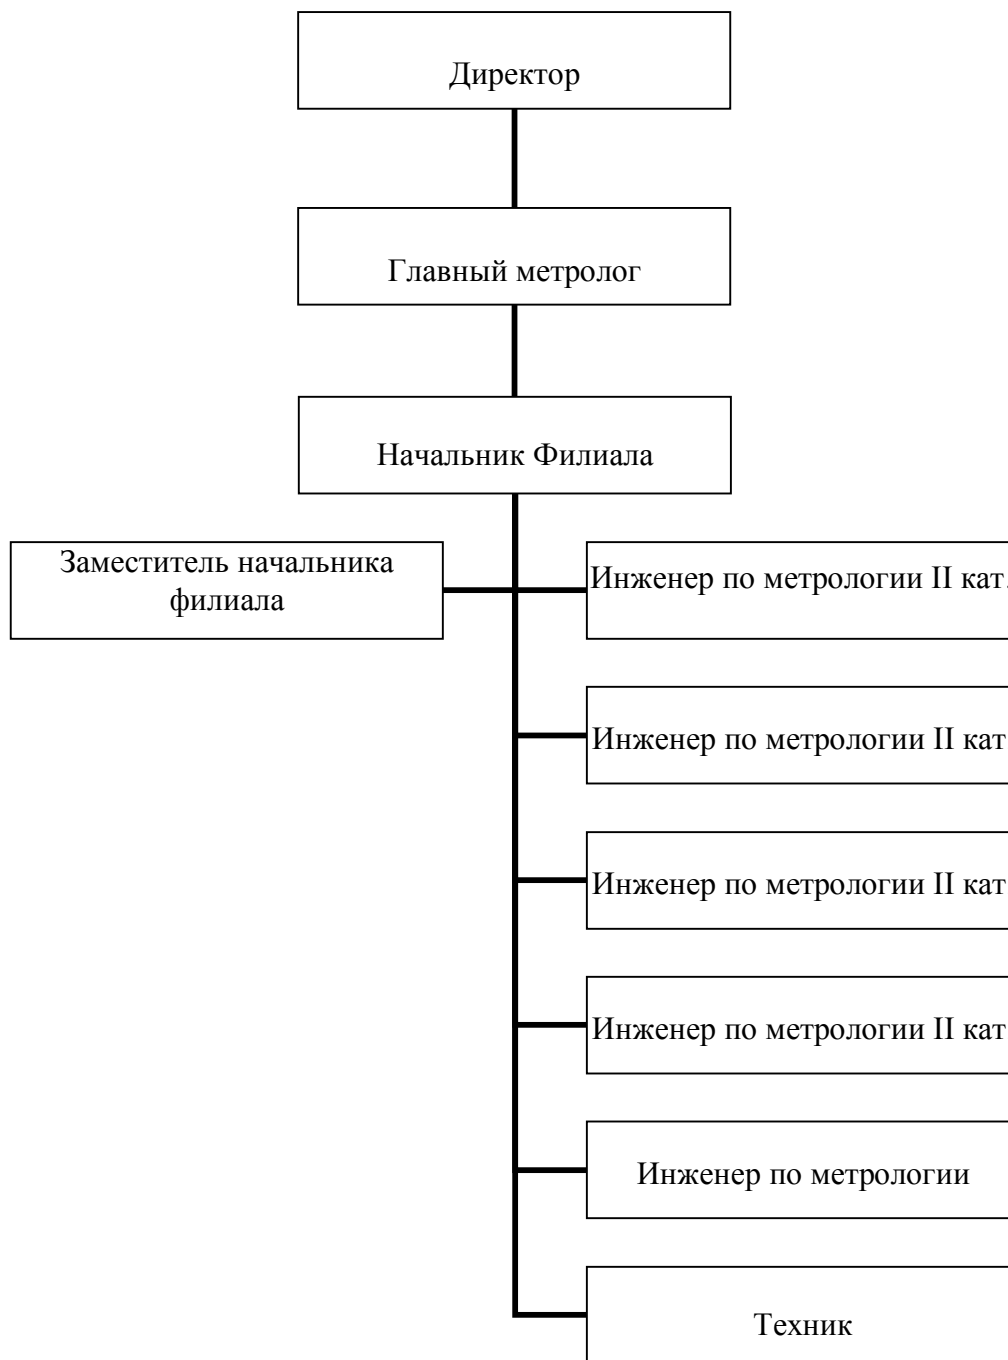 Директор
Главный метролог
Начальник Филиала
Заместитель начальника
филиала
Инженер по метрологии II кат.
Инженер по метрологии II кат
Инженер по метрологии II кат
Инженер по метрологии II кат
Инженер по метрологии
Техник